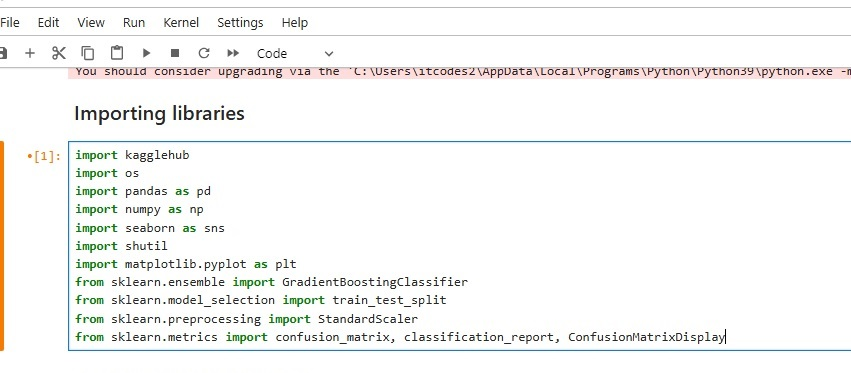 File Edit View Run Kernel Settings Help
Code
You should consider upgrading via the 'C:\Users\itcodes2\AppData\Local\Programs\Python\Python39\python.exe -m
Importing libraries
•[1]:
import kagglehub
import os
import pandas as pd
import numpy as np
import seaborn as sns
import shutil
import matplotlib.pyplot as plt
from sklearn.ensemble import GradientBoostingClassifier
from sklearn.model_selection import train_test_split
from sklearn.preprocessing import StandardScaler
from sklearn.metrics import confusion_matrix, classification_report, ConfusionMatrixDisplay